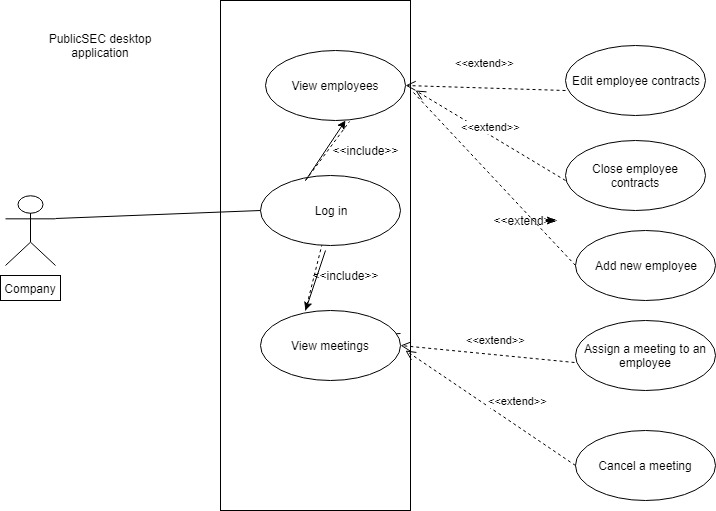 PublicSEC desktop
application
View employees
<<extend>>
Edit employee contracts
<<extend>>
<<include>>
Close employee
contracts
Log in
<<extend>>
Add new employee
Company
<<include>>
View meetings
<<extend>>
Assign a meeting to an
employee
<<extend>>
Cancel a meeting